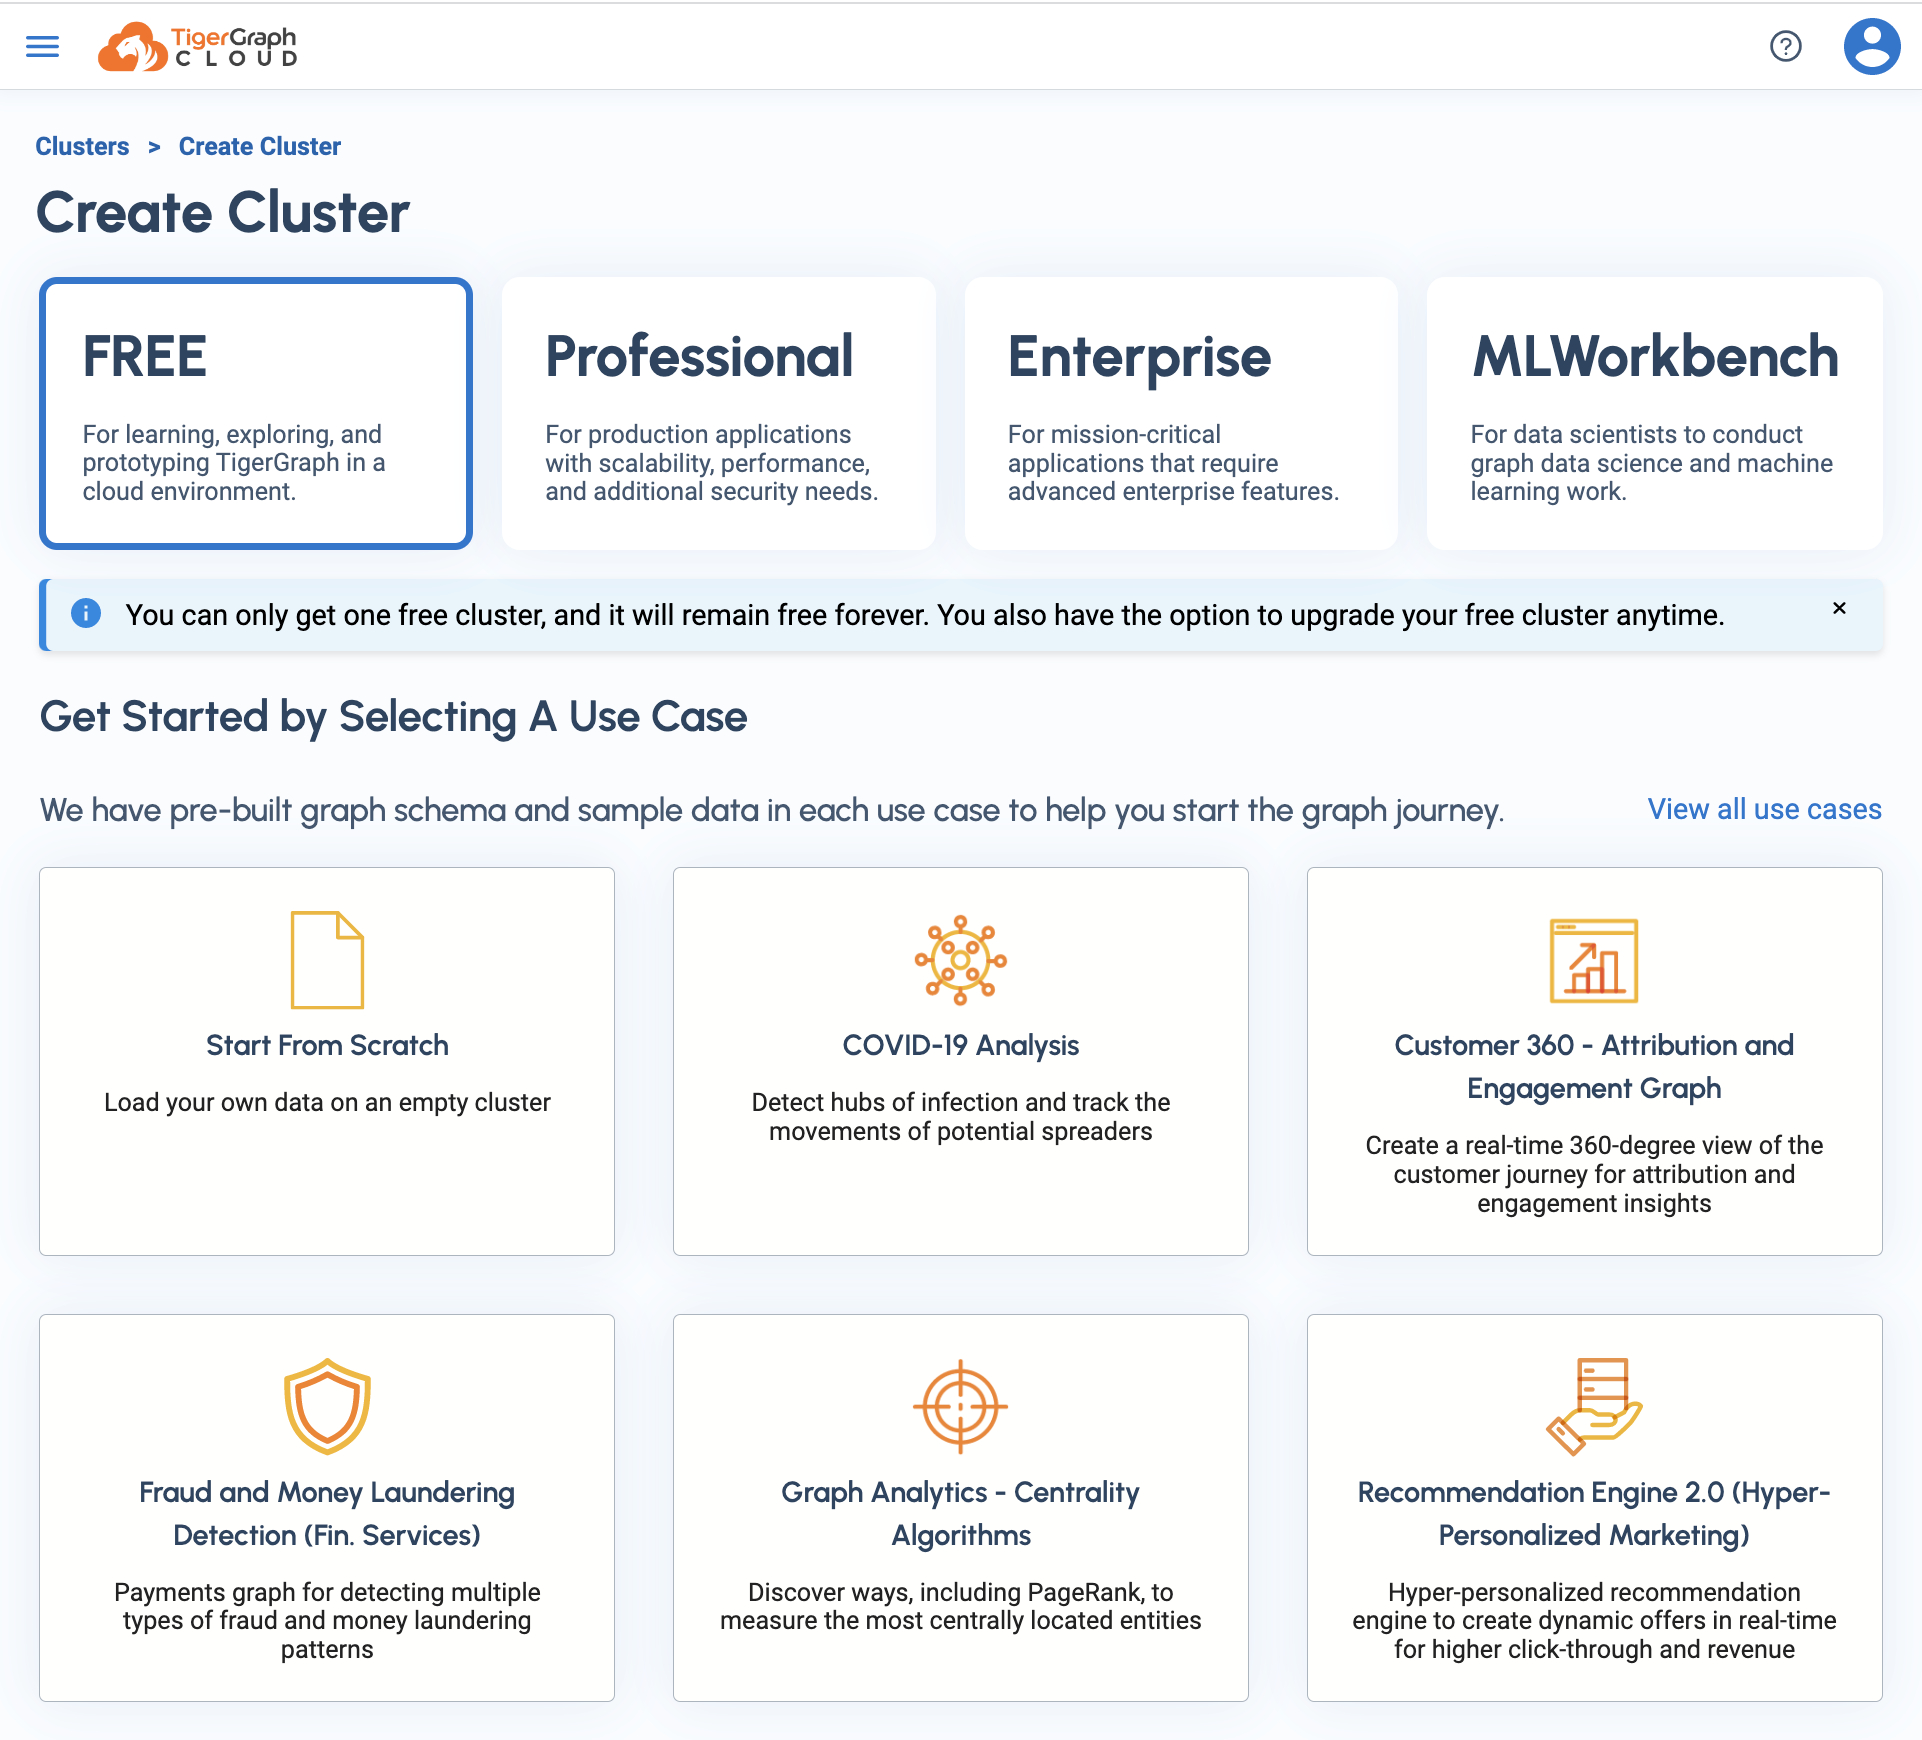 TigerGraph
CLOUD
Clusters > Create Cluster
Create Cluster
FREE
For learning, exploring, and
prototyping TigerGraph in a
cloud environment.
Professional
For production applications
with scalability, performance,
and additional security needs.
Enterprise
For mission-critical
applications that require
advanced enterprise features.
MLWorkbench
For data scientists to conduct
graph data science and machine
learning work.
You can only get one free cluster, and it will remain free forever. You also have the option to upgrade your free cluster anytime.
Get Started by Selecting A Use Case
We have pre-built graph schema and sample data in each use case to help you start the graph journey.
View all use cases
Start From Scratch
Load your own data on an empty cluster
COVID-19 Analysis
Detect hubs of infection and track the
movements of potential spreaders
Customer 360 - Attribution and
Engagement Graph
Create a real-time 360-degree view of the
customer journey for attribution and
engagement insights
Fraud and Money Laundering
Detection (Fin. Services)
Payments graph for detecting multiple
types of fraud and money laundering
patterns
Graph Analytics - Centrality
Algorithms
Discover ways, including PageRank, to
measure the most centrally located entities
Recommendation Engine 2.0 (Hyper-
Personalized Marketing)
Hyper-personalized recommendation
engine to create dynamic offers in real-time
for higher click-through and revenue